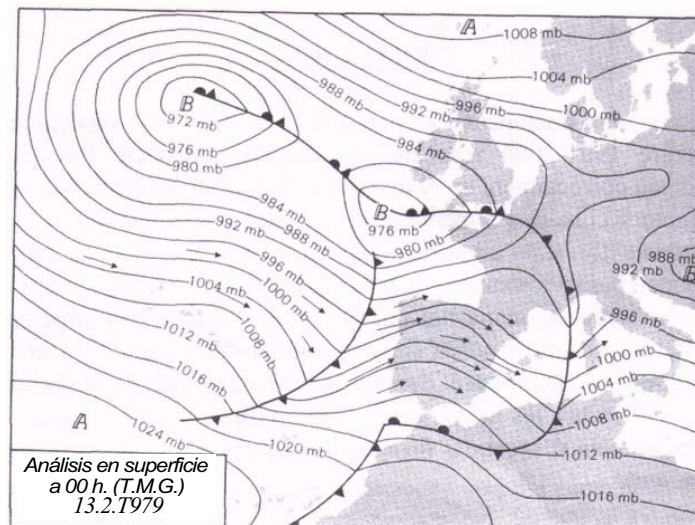 A
1008 mb
1004 mb
1000 mb
996 mb
992 mb
988 mb
B
972 mb
976 mb
980 mb
984 mb
B
976 mb
980 mb
984 mb
992 mb
988 mb
996 mb
1000 mb
1004 mb
1008 mb
1012 mb
1016 mb
988 mb
B
992 mb
996 mb
1000 mb
1004 mb
1008 mb
1012 mb
1016 mb
A
1024 mb
1020 mb
Análisis en superficie
a 00 h. (T.M.G.)
13.2.T979